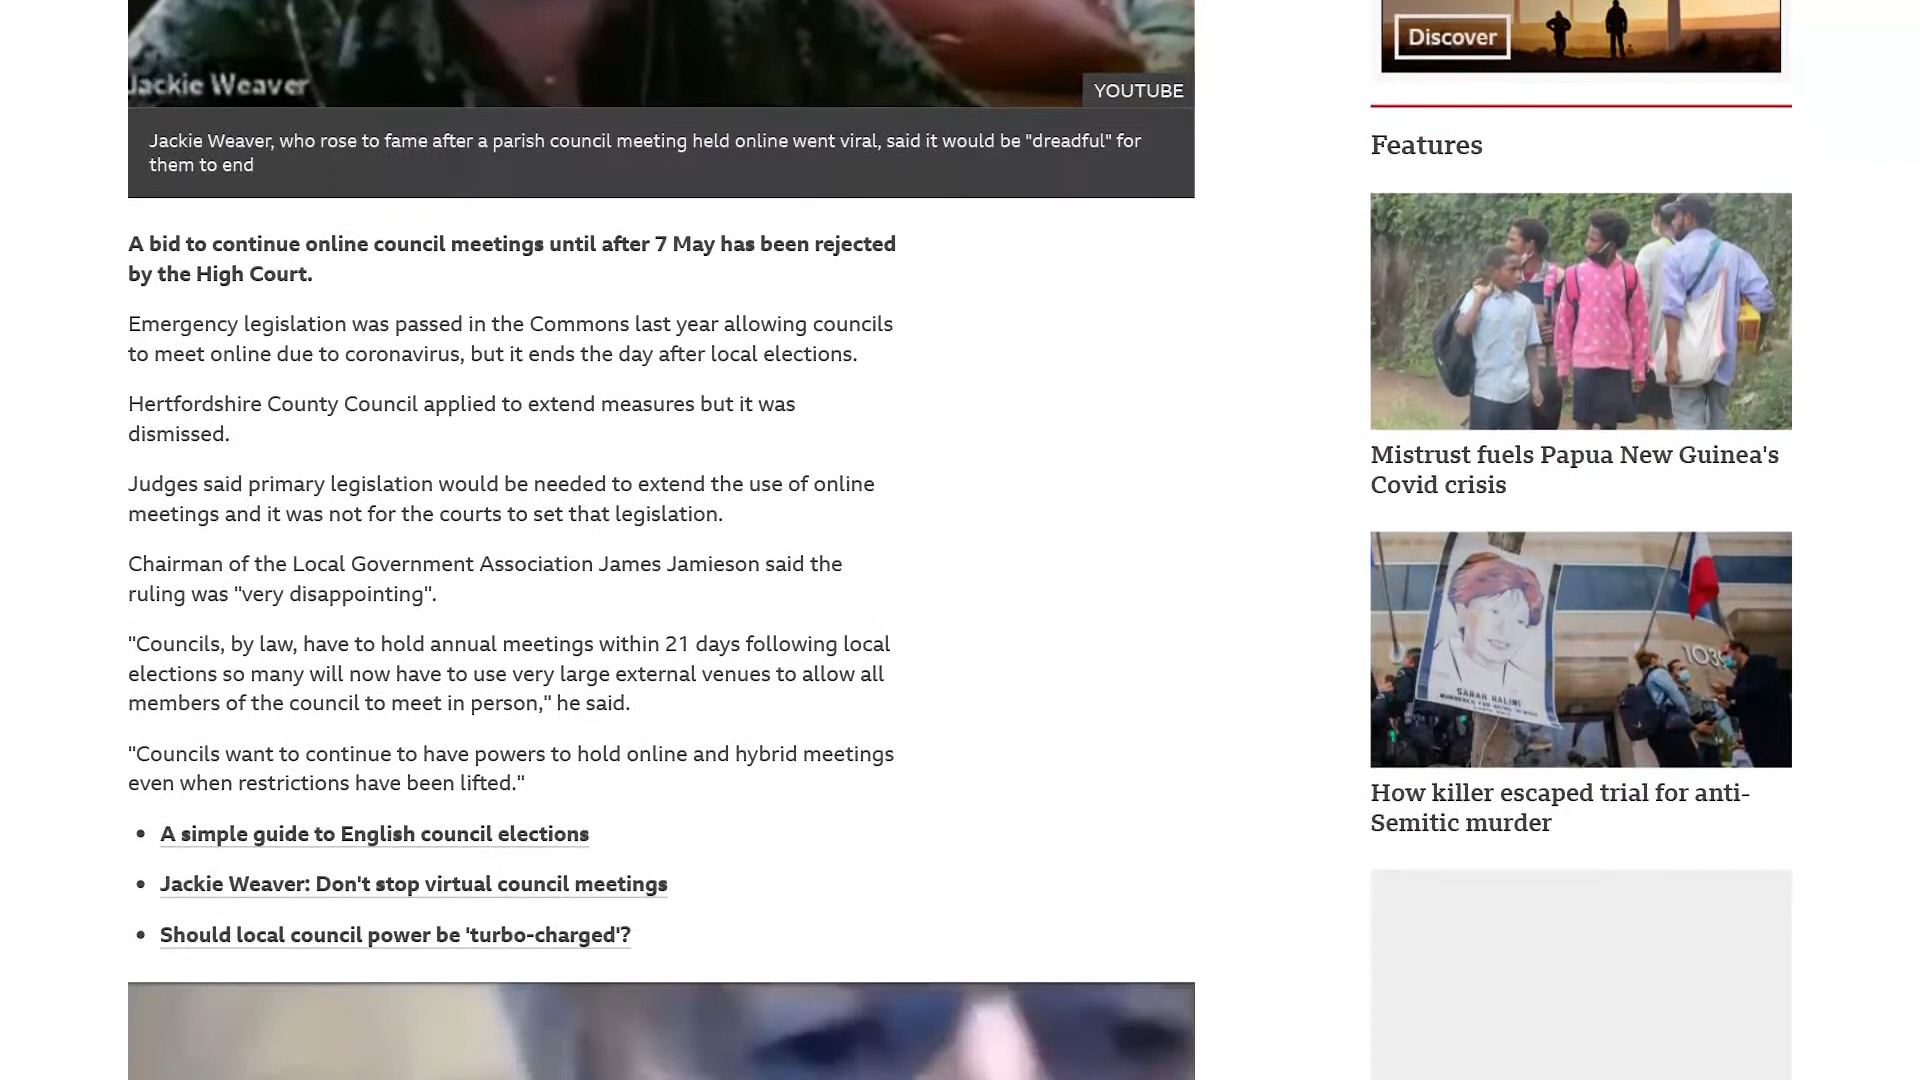 Jackie Weaver
YOUTUBE
Jackie Weaver, who rose to fame after a parish council meeting held online went viral, said it would be "dreadful" for
them to end
A bid to continue online council meetings until after 7 May has been rejected
by the High Court.
Emergency legislation was passed in the Commons last year allowing councils
to meet online due to coronavirus, but it ends the day after local elections.
Hertfordshire County Council applied to extend measures but it was
dismissed.
Judges said primary legislation would be needed to extend the use of online
meetings and it was not for the courts to set that legislation.
Chairman of the Local Government Association James Jamieson said the
ruling was "very disappointing".
"Councils, by law, have to hold annual meetings within 21 days following local
elections so many will now have to use very large external venues to allow all
members of the council to meet in person," he said.
"Councils want to continue to have powers to hold online and hybrid meetings
even when restrictions have been lifted."
• A simple guide to English council elections
• Jackie Weaver: Don't stop virtual council meetings
• Should local council power be 'turbo-charged'?
Discover
Features
Mistrust fuels Papua New Guinea's
Covid crisis
SARAH HALIMI
103
How killer escaped trial for anti-
Semitic murder